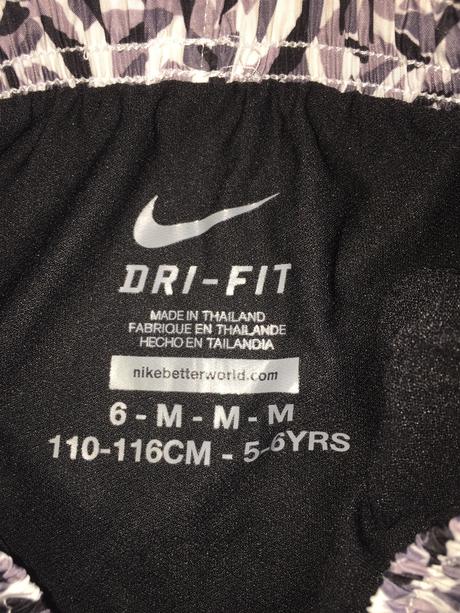 DRI-FIT
MADE IN THAILAND
FABRIQUE EN THAILANDE
HECHO EN TAILANDIA
nikebetterworld.com
6 - M - M - M
110-116CM - 5-6YRS